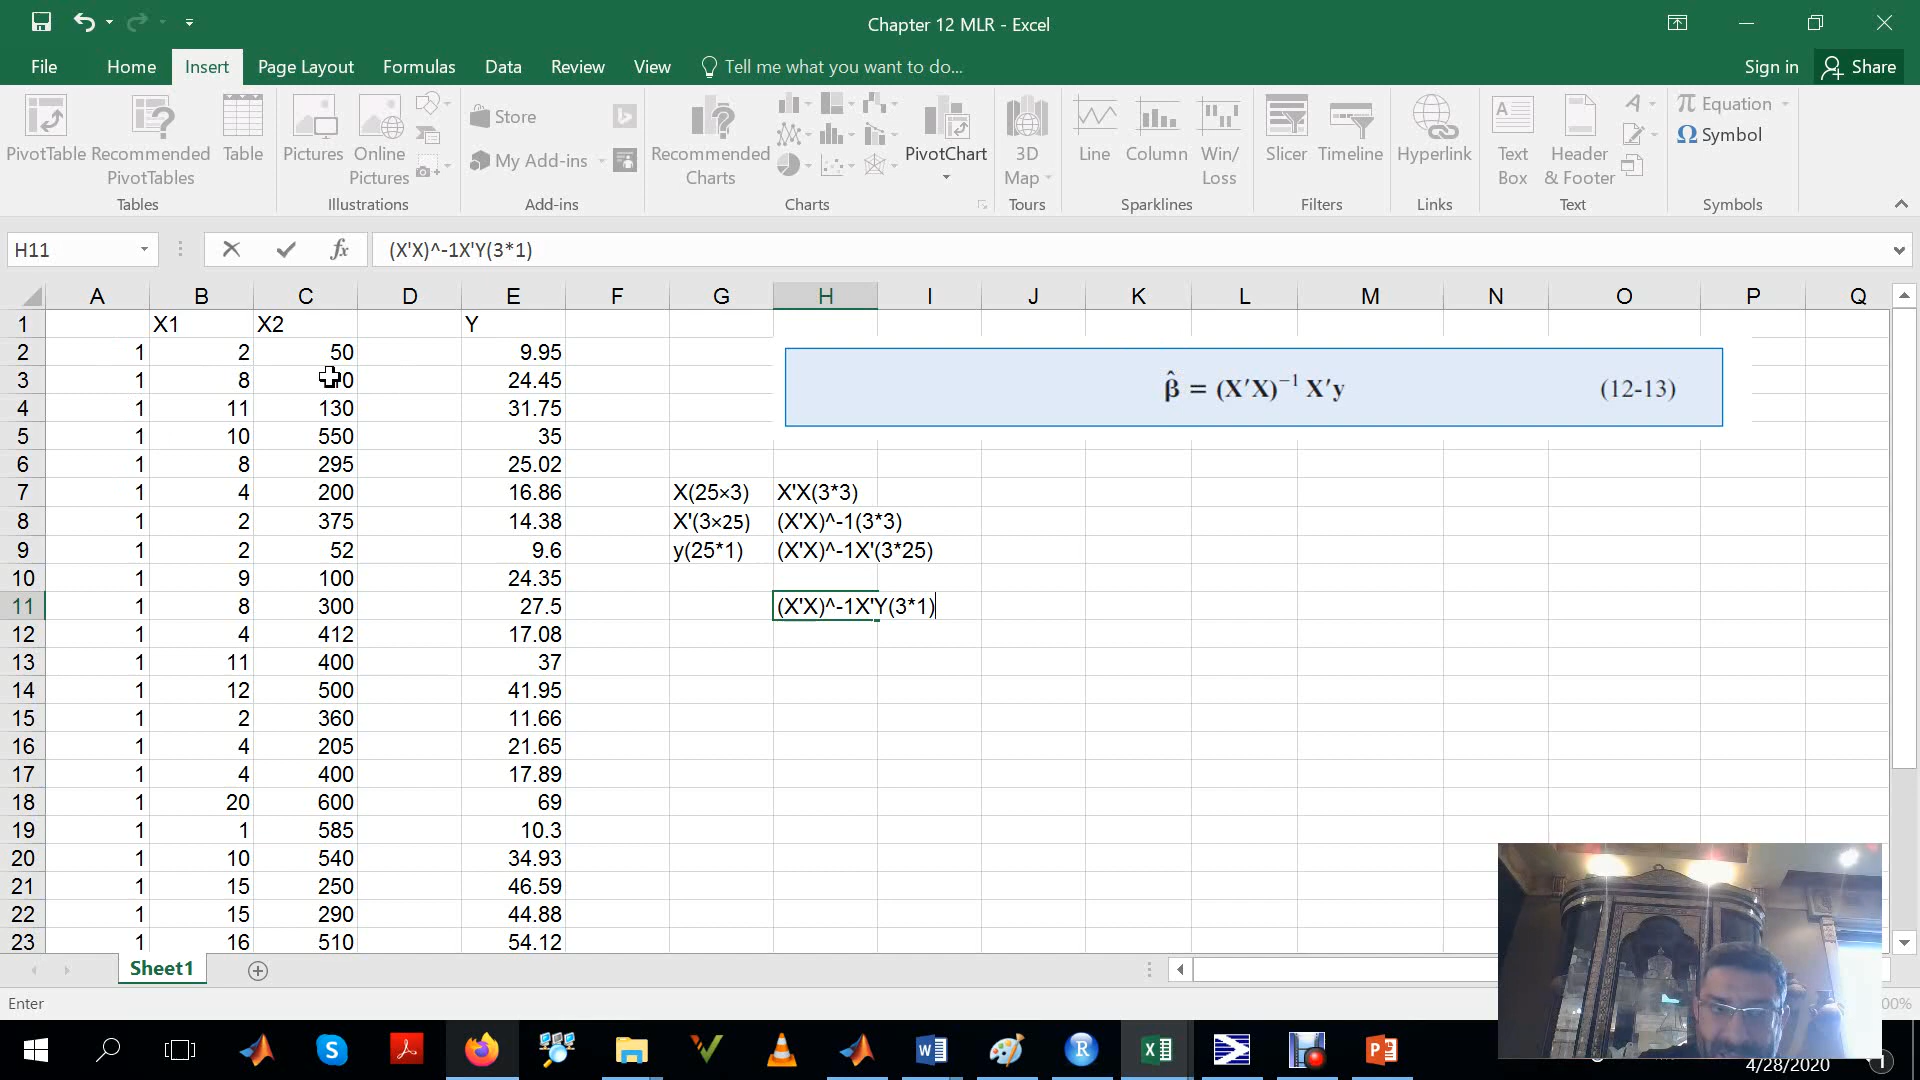 Chapter 12 MLR - Excel
File Home Insert Page Layout Formulas Data Review View Tell me what you want to do... Sign in Share
PivotTable Recommended PivotTables Table Pictures Online Pictures Store My Add-ins Recommended Charts PivotChart 3D Map Line Column Win/Loss Slicer Timeline Hyperlink Text Box Header & Footer π Equation Ω Symbol
Tables Illustrations Add-ins Charts Tours Sparklines Filters Links Text Symbols
H11 fx (X'X)^-1X'Y(3*1)
A B C D E F G H I J K L M N O P Q
1 X1 X2 Y
2 1 2 50 9.95
3 1 8 0 24.45
β̂ = (X′X)⁻¹ X′y (12-13)
4 1 11 130 31.75
5 1 10 550 35
6 1 8 295 25.02
7 1 4 200 16.86 X(25×3) X'X(3*3)
8 1 2 375 14.38 X'(3×25) (X'X)^-1(3*3)
9 1 2 52 9.6 y(25*1) (X'X)^-1X'(3*25)
10 1 9 100 24.35
11 1 8 300 27.5 (X'X)^-1X'Y(3*1)
12 1 4 412 17.08
13 1 11 400 37
14 1 12 500 41.95
15 1 2 360 11.66
16 1 4 205 21.65
17 1 4 400 17.89
18 1 20 600 69
19 1 1 585 10.3
20 1 10 540 34.93
21 1 15 250 46.59
22 1 15 290 44.88
23 1 16 510 54.12
Sheet1
Enter 00%
4/28/2020